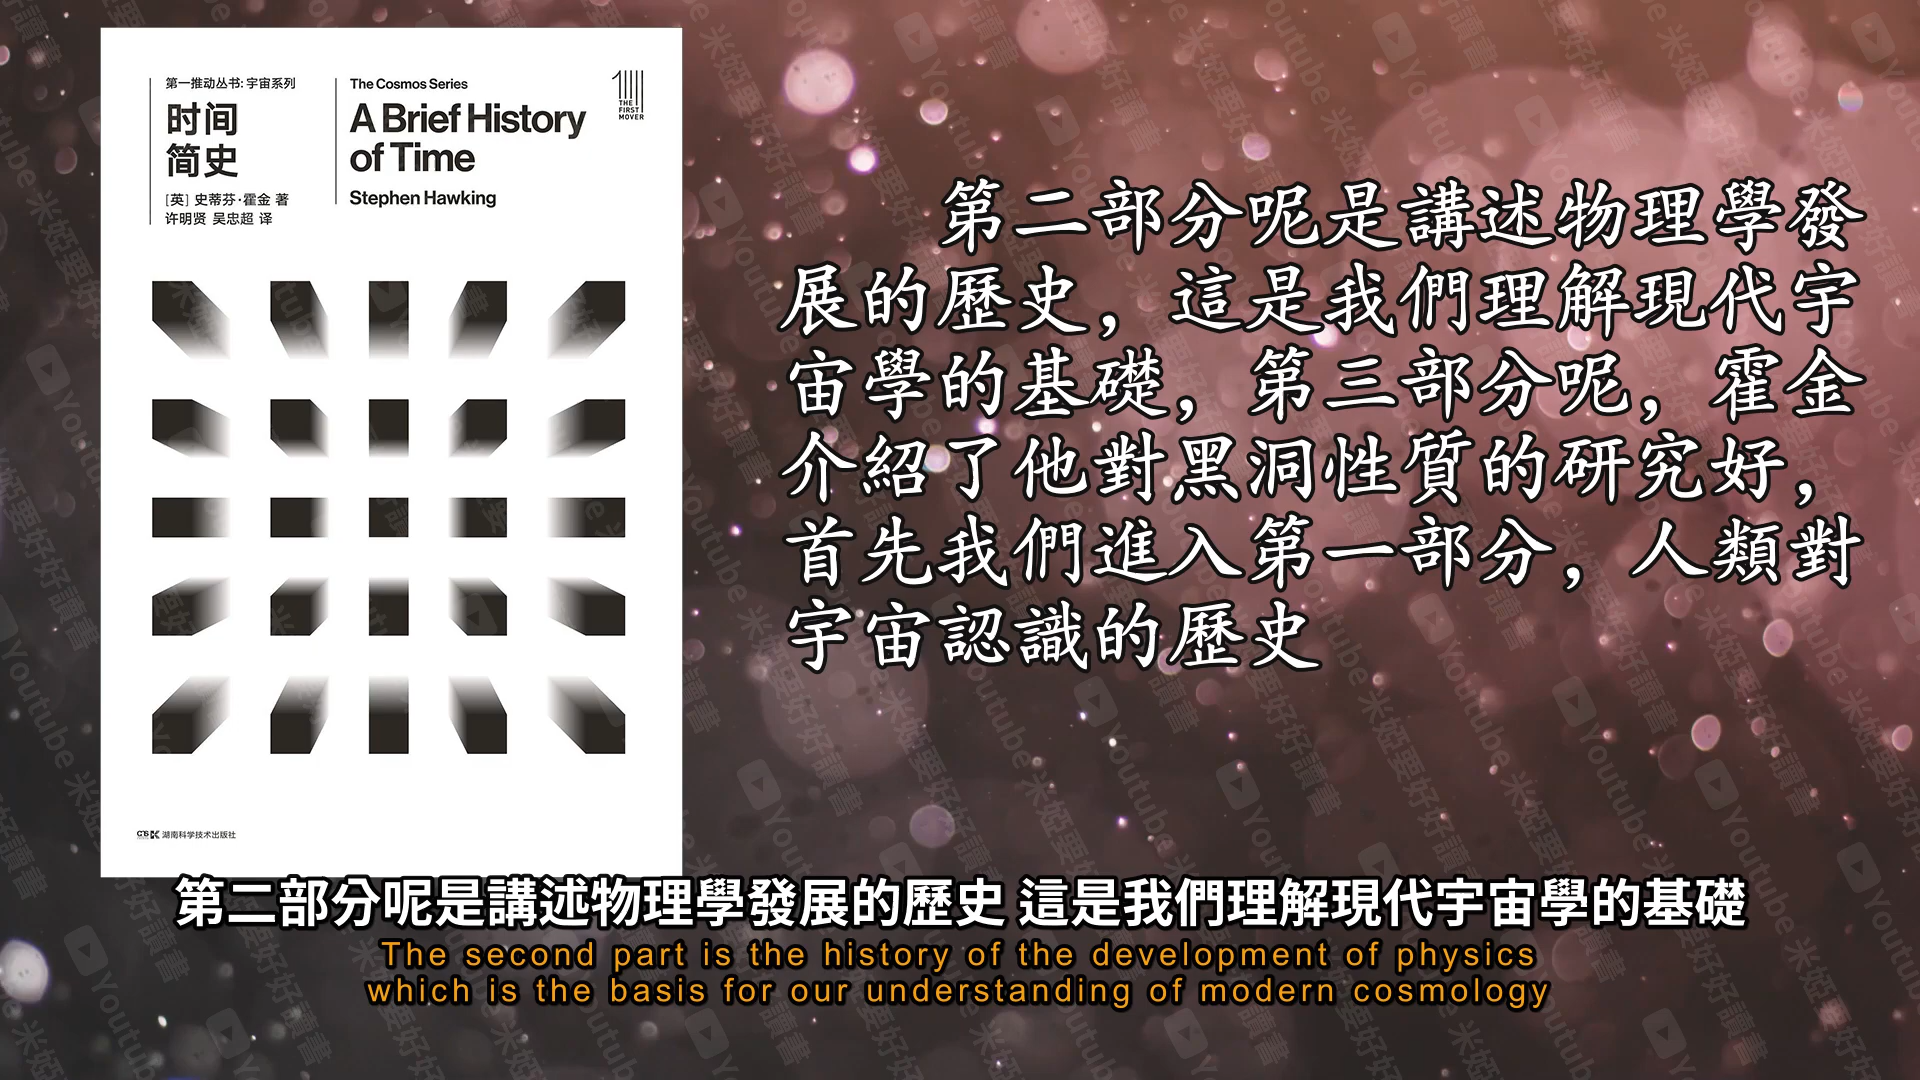 第一推动丛书: 宇宙系列
时间
简史
[英] 史蒂芬·霍金 著
许明贤 吴忠超 译
The Cosmos Series
A Brief History
of Time
Stephen Hawking
THE
FIRST
MOVER
湖南科学技术出版社
第二部分呢是講述物理學發
展的歷史，這是我們理解現代宇
宙學的基礎，第三部分呢，霍金
介紹了他對黑洞性質的研究好，
首先我們進入第一部分，人類對
宇宙認識的歷史
第二部分呢是講述物理學發展的歷史 這是我們理解現代宇宙學的基礎
The second part is the history of the development of physics
which is the basis for our understanding of modern cosmology
Youtube 米婭要好好讀書